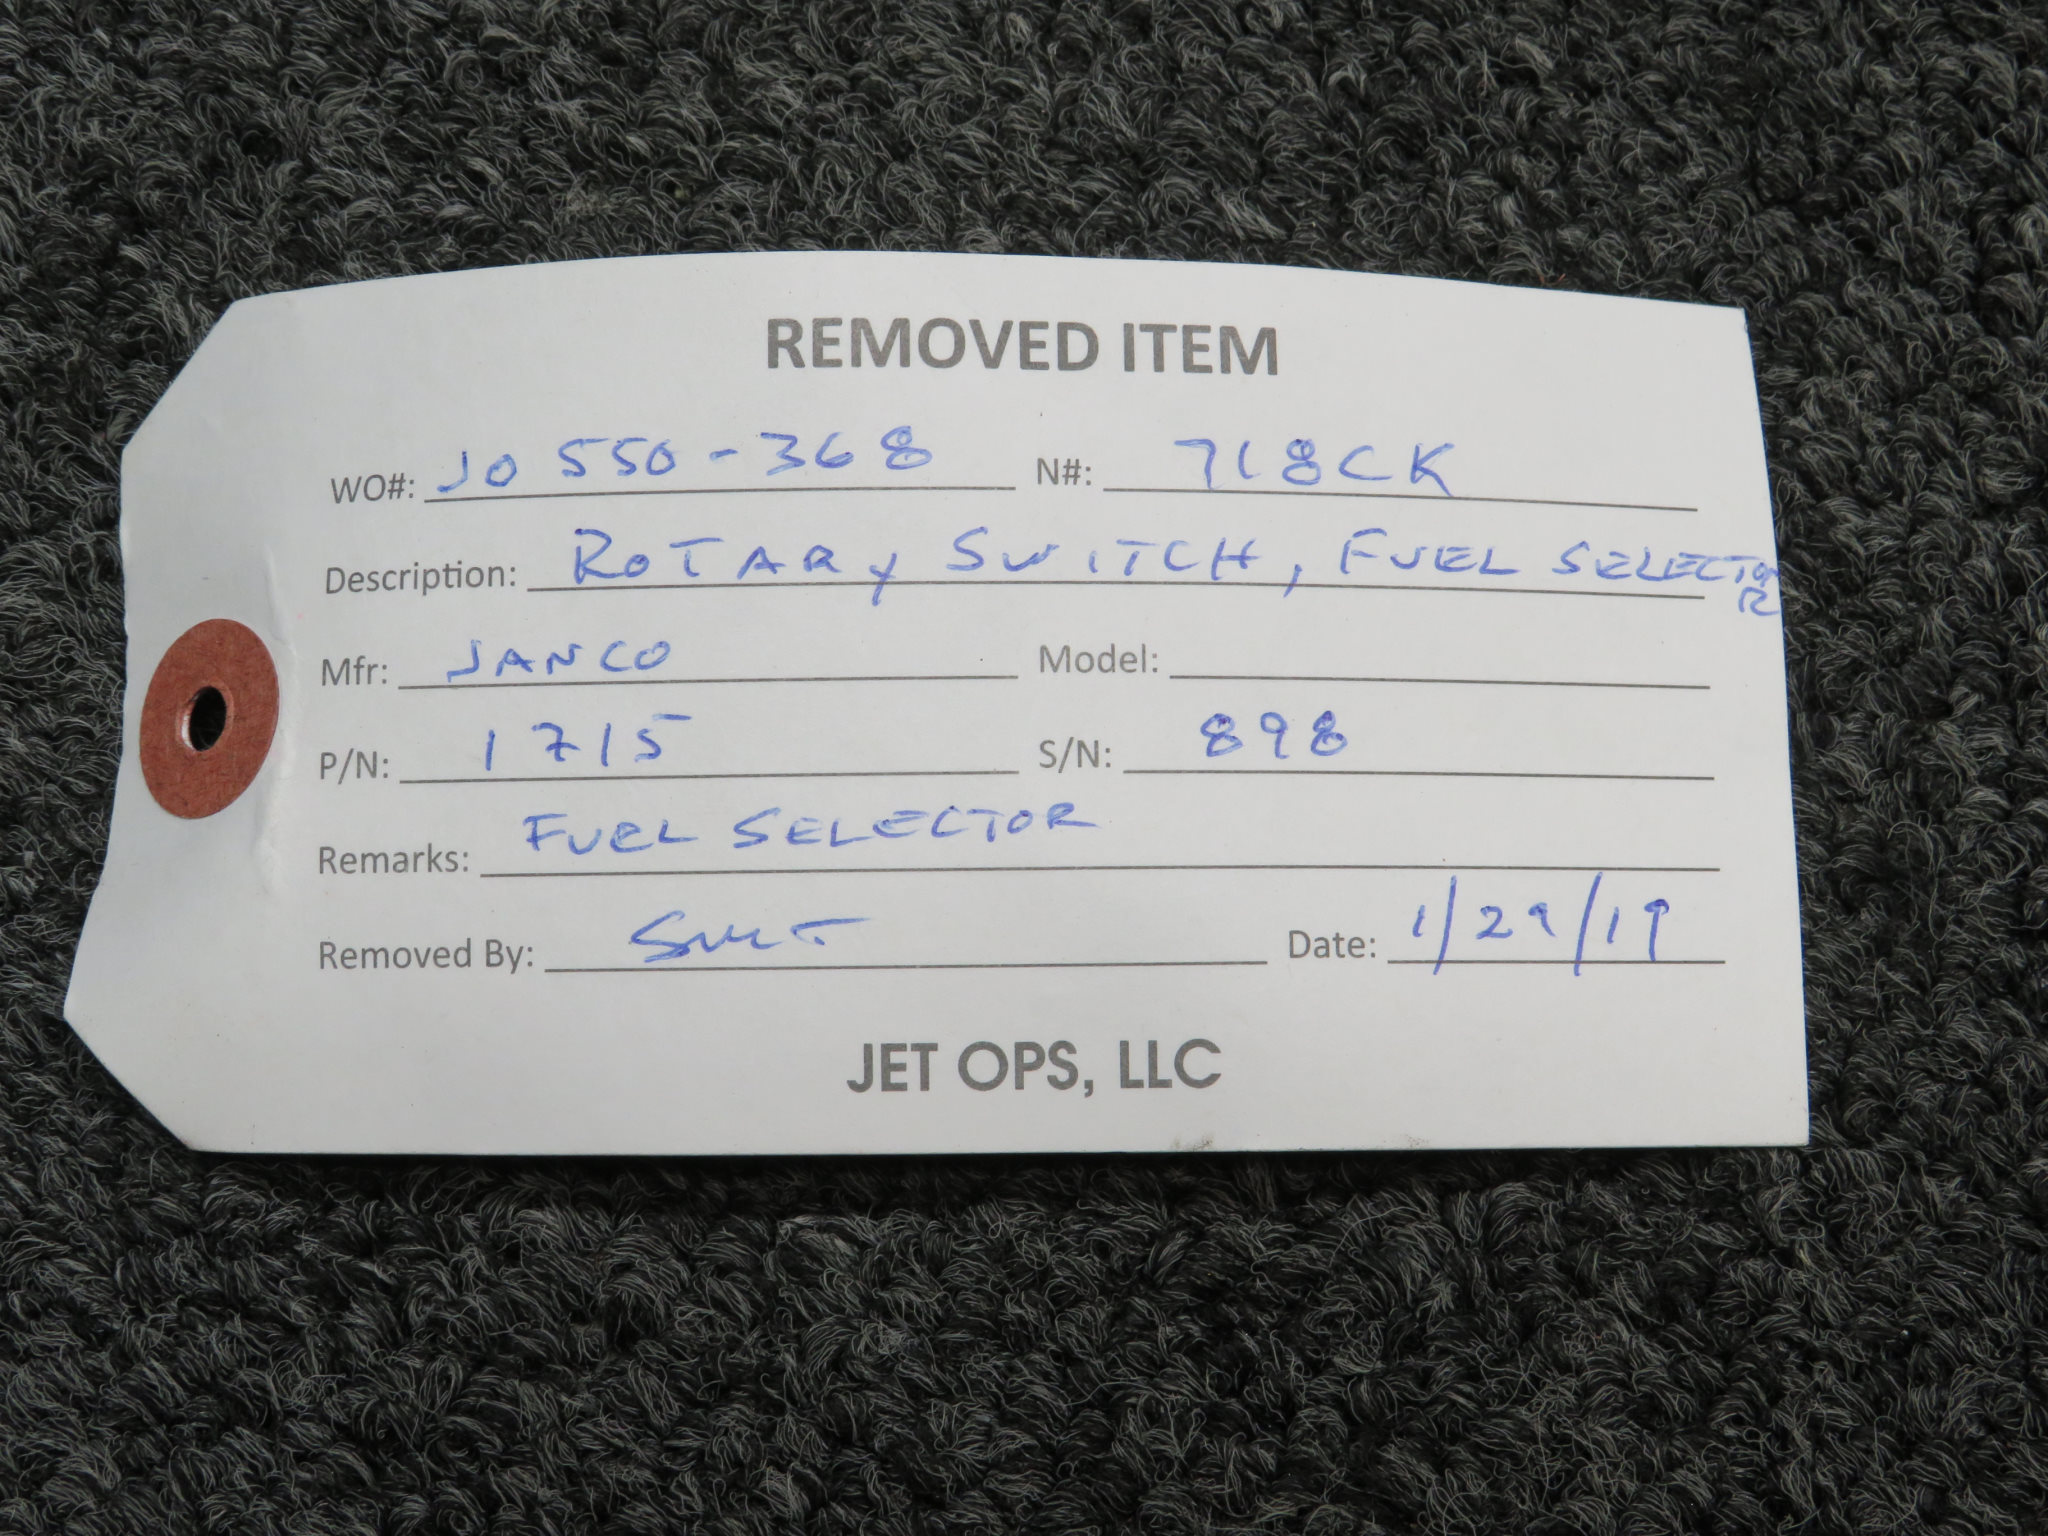 REMOVED ITEM
WO#: JO 550-368 N#: 718CK
Description: ROTARY SWITCH, FUEL SELECTOR
Mfr: JANCO Model:
P/N: 1715 S/N: 898
Remarks: FUEL SELECTOR
Removed By: Date: 1/29/19
JET OPS, LLC